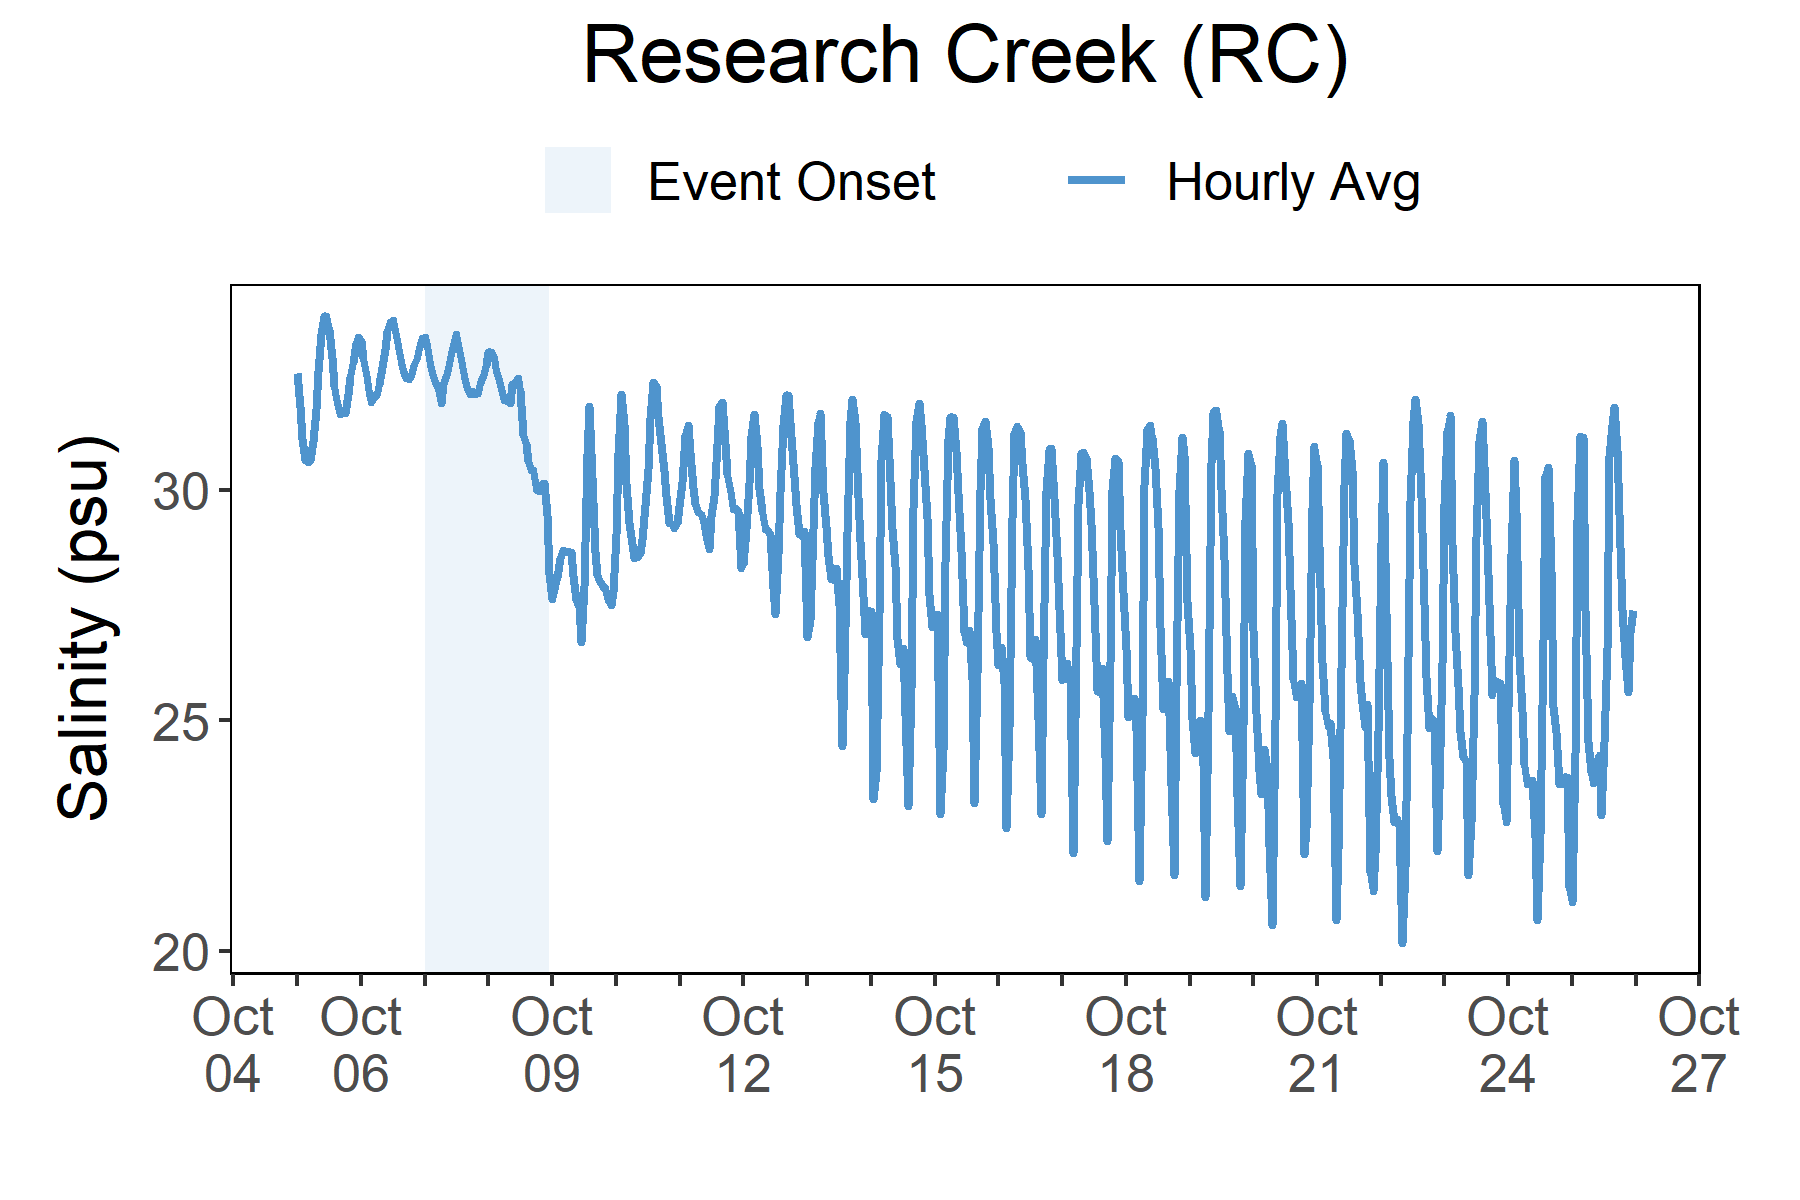 Research Creek (RC)
Event Onset Hourly Avg
Salinity (psu)
30
25
20
Oct Oct Oct Oct Oct Oct Oct Oct Oct
04 06 09 12 15 18 21 24 27